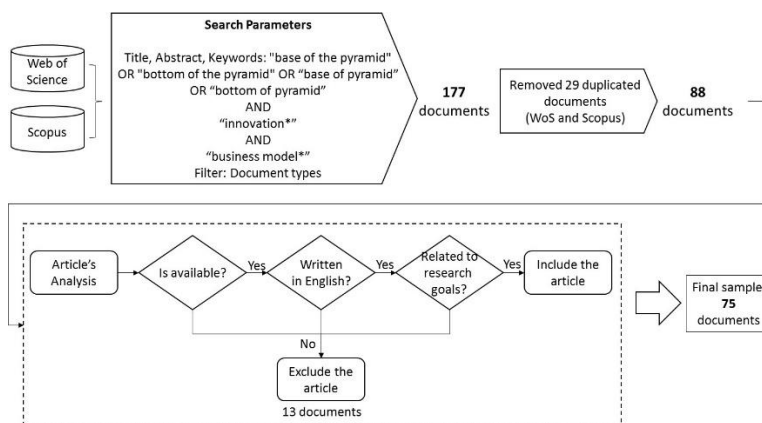 Web of
Science
Scopus
Search Parameters
Title, Abstract, Keywords: "base of the pyramid"
OR "bottom of the pyramid" OR “base of pyramid”
OR “bottom of pyramid”
AND
“innovation*”
AND
“business model*”
Filter: Document types
177
documents
Removed 29 duplicated
documents
(WoS and Scopus)
88
documents
Article’s
Analysis
Is available?
Yes
Written
in English?
Yes
Related to
research
goals?
Yes
Include the
article
No
Exclude the
article
13 documents
Final sample
75
documents